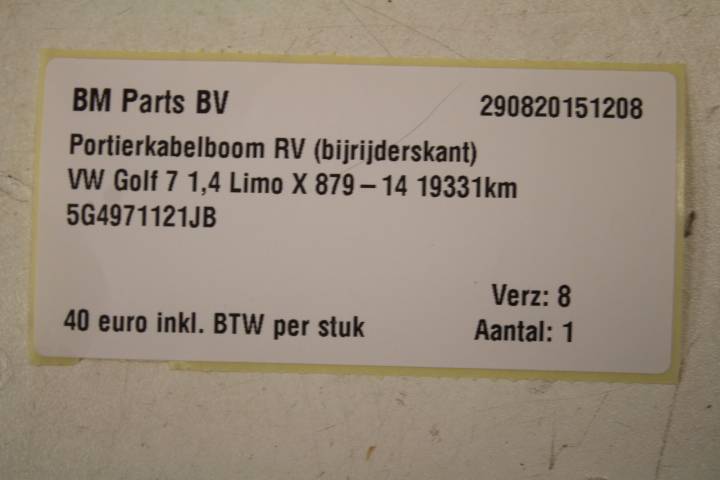 BM Parts BV 290820151208
Portierkabelboom RV (bijrijderskant)
VW Golf 7 1,4 Limo X 879 – 14 19331km
5G4971121JB
Verz: 8
40 euro inkl. BTW per stuk Aantal: 1